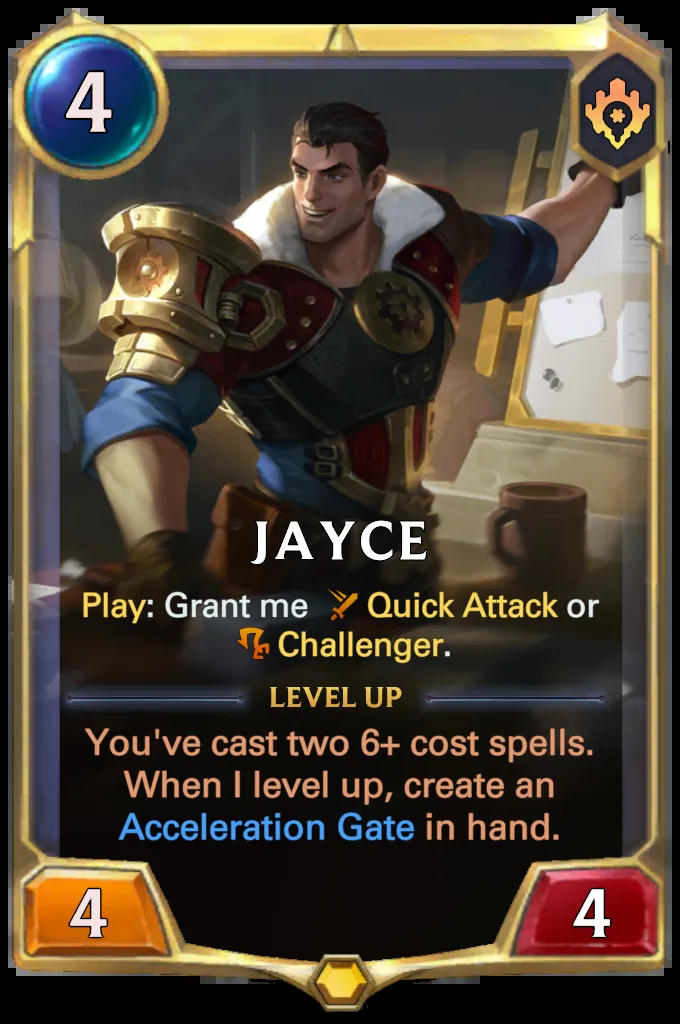 4
JAYCE
Play: Grant me Quick Attack or
Challenger.
LEVEL UP
You've cast two 6+ cost spells.
When I level up, create an
Acceleration Gate in hand.
4
4